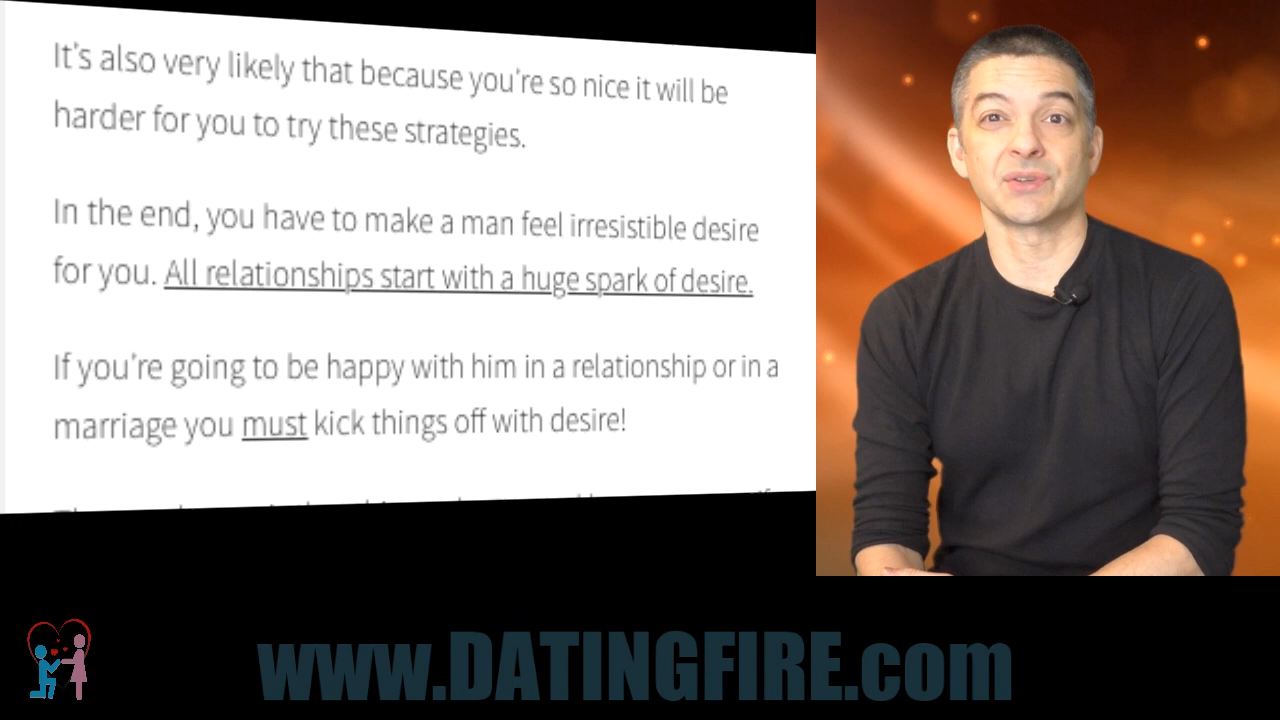 It's also very likely that because you're so nice it will be
harder for you to try these strategies.
In the end, you have to make a man feel irresistible desire
for you. All relationships start with a huge spark of desire.
If you're going to be happy with him in a relationship or in a
marriage you must kick things off with desire!
www.DATINGFIRE.com